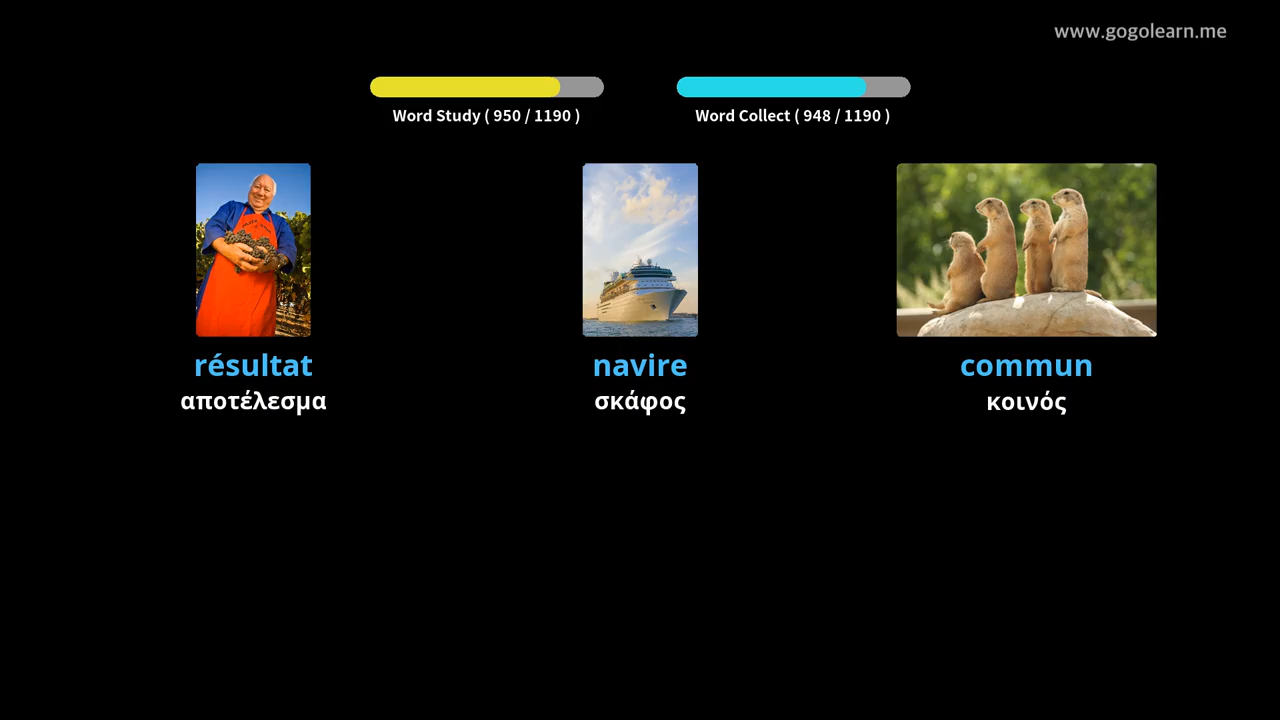 www.gogolearn.me
Word Study ( 950 / 1190 )
Word Collect ( 948 / 1190 )
résultat
αποτέλεσμα
navire
σκάφος
commun
κοινός